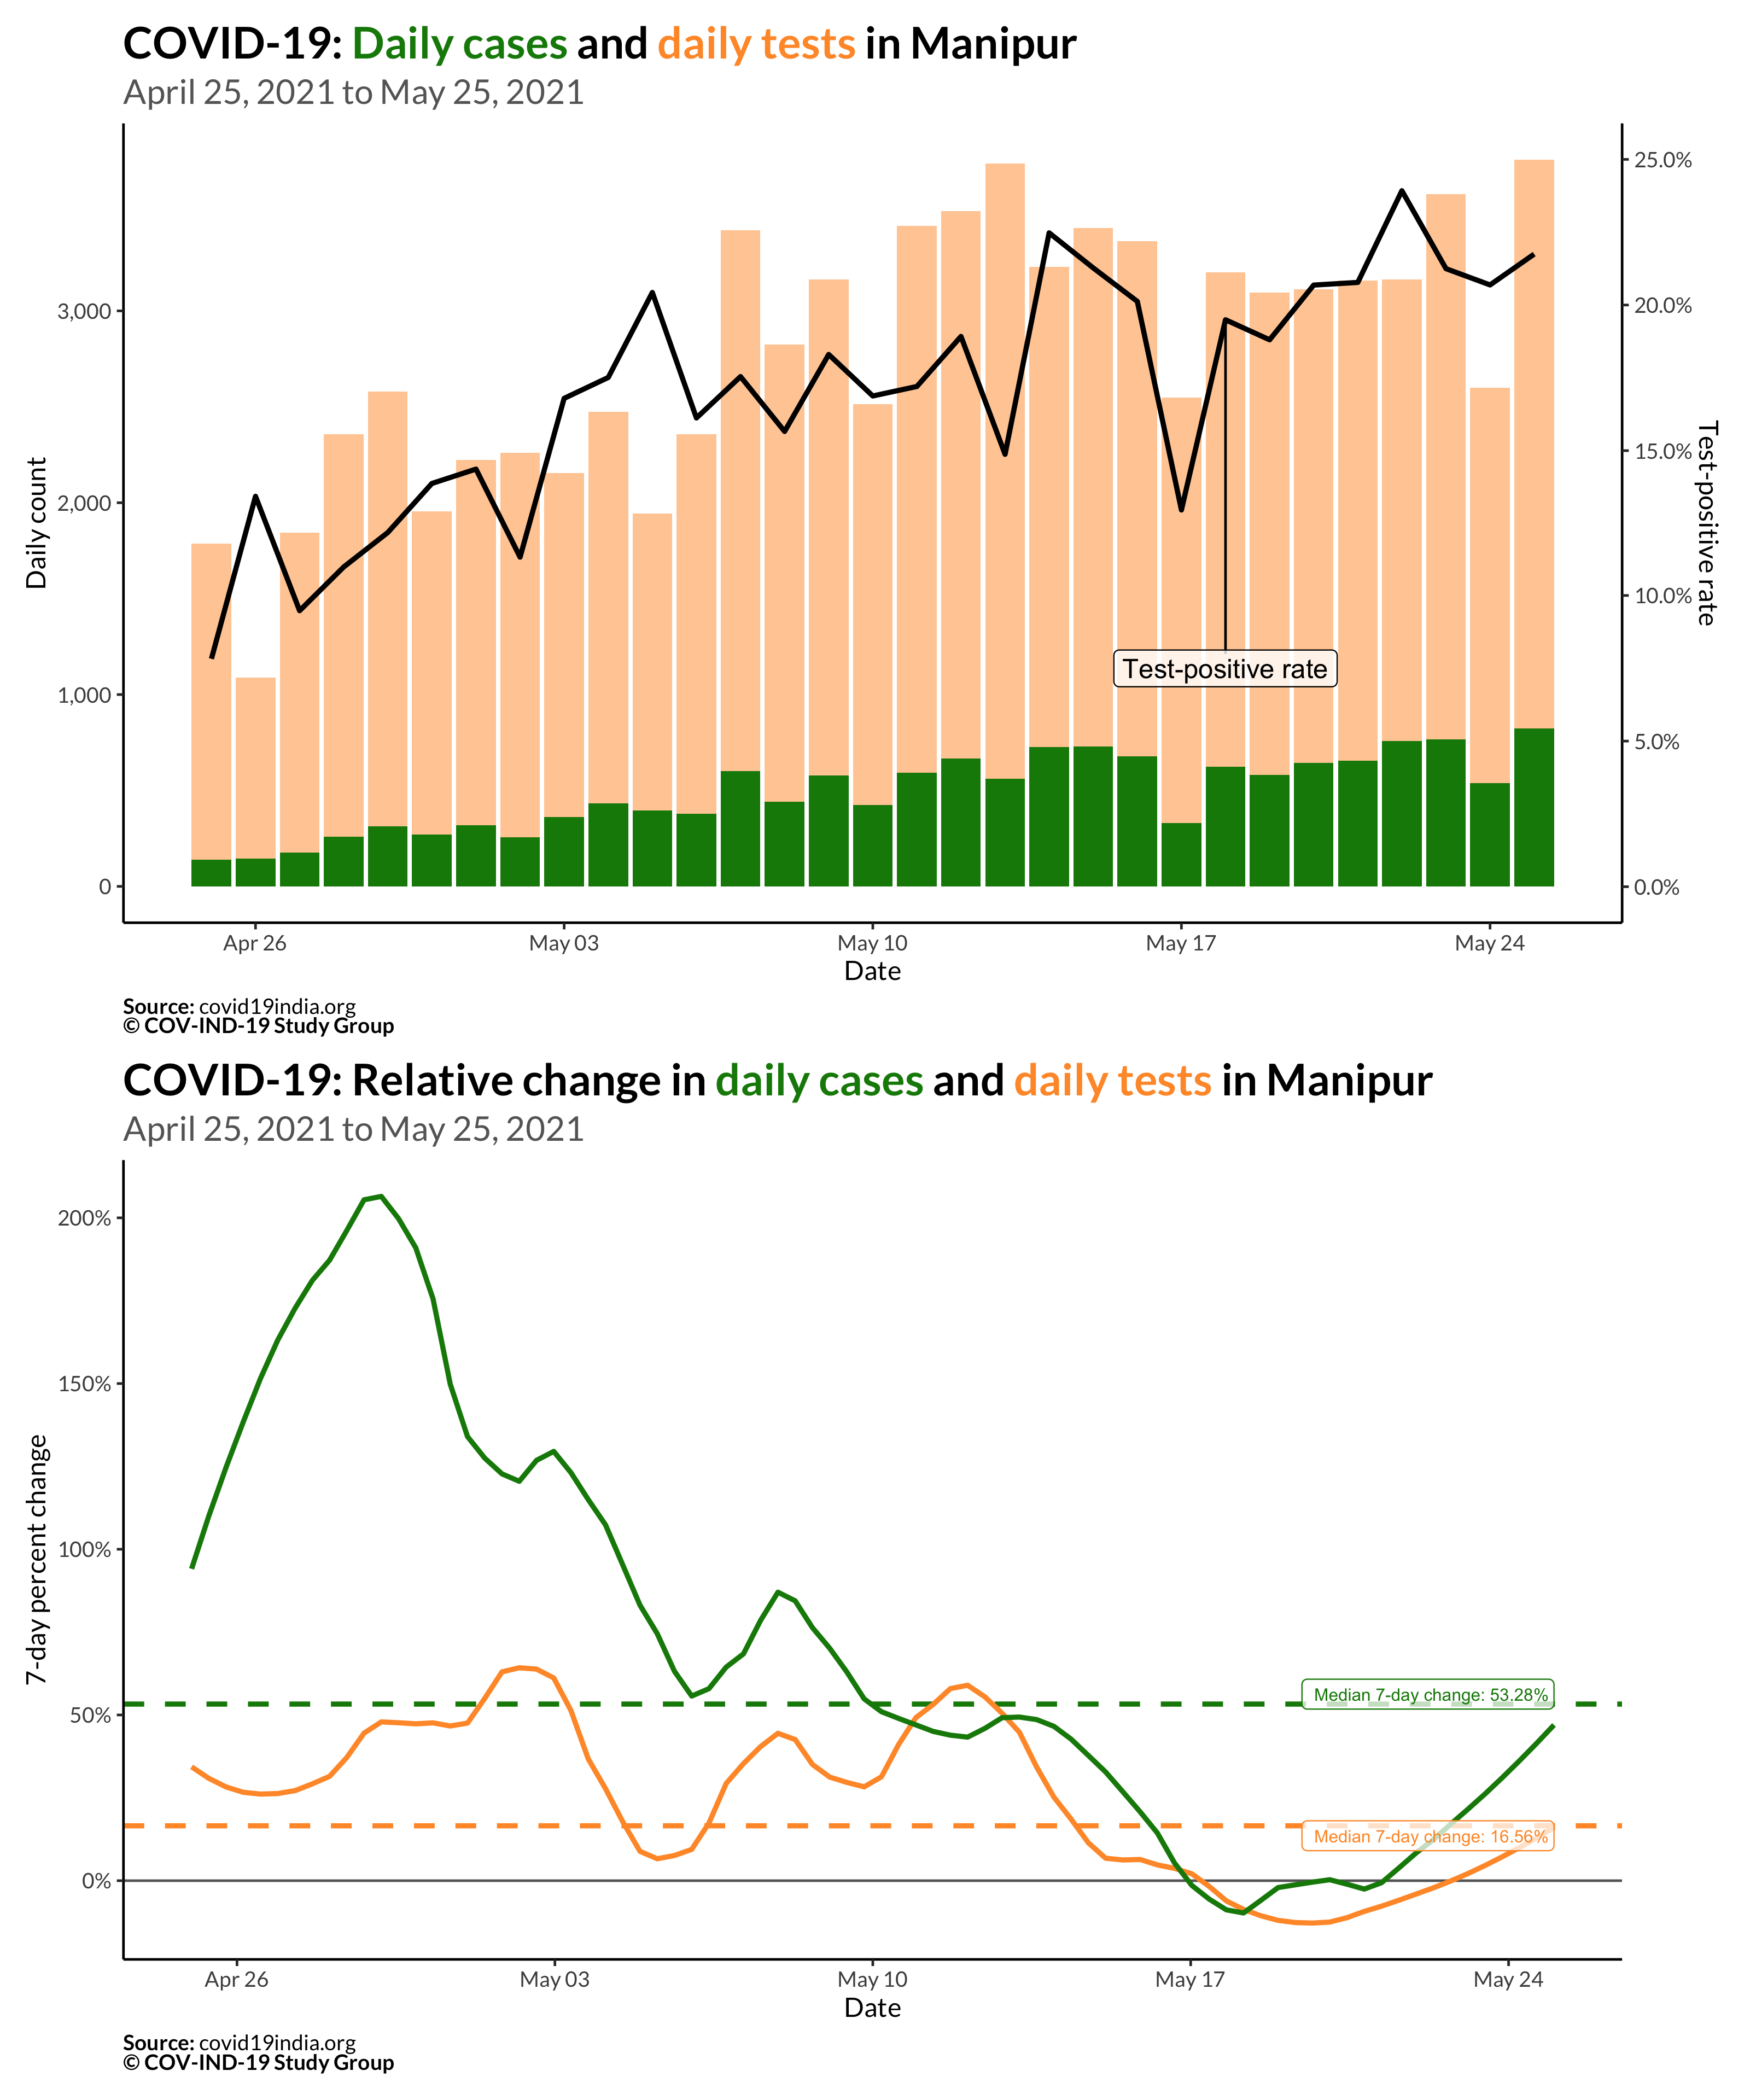 COVID-19: Daily cases and daily tests in Manipur
April 25, 2021 to May 25, 2021
Daily count
3,000
2,000
1,000
0
25.0%
20.0%
15.0%
10.0%
5.0%
0.0%
Test-positive rate
Test-positive rate
Apr 26
May 03
May 10
May 17
May 24
Date
Source: covid19india.org
© COV-IND-19 Study Group
COVID-19: Relative change in daily cases and daily tests in Manipur
April 25, 2021 to May 25, 2021
7-day percent change
200%
150%
100%
50%
0%
Median 7-day change: 53.28%
Median 7-day change: 16.56%
Apr 26
May 03
May 10
May 17
May 24
Date
Source: covid19india.org
© COV-IND-19 Study Group